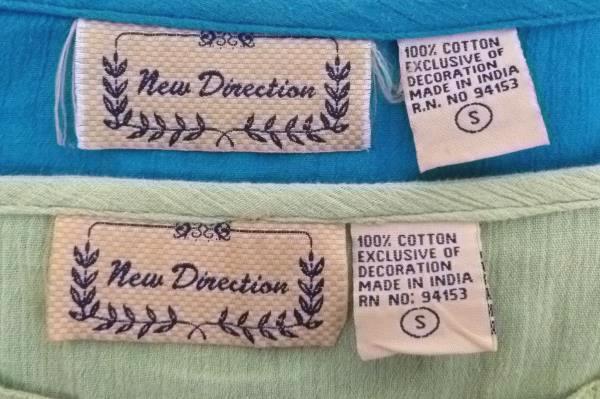 New Direction
100% COTTON
EXCLUSIVE OF
DECORATION
MADE IN INDIA
R.N. NO 94153
S
New Direction
100% COTTON
EXCLUSIVE OF
DECORATION
MADE IN INDIA
RN NO: 94153
S